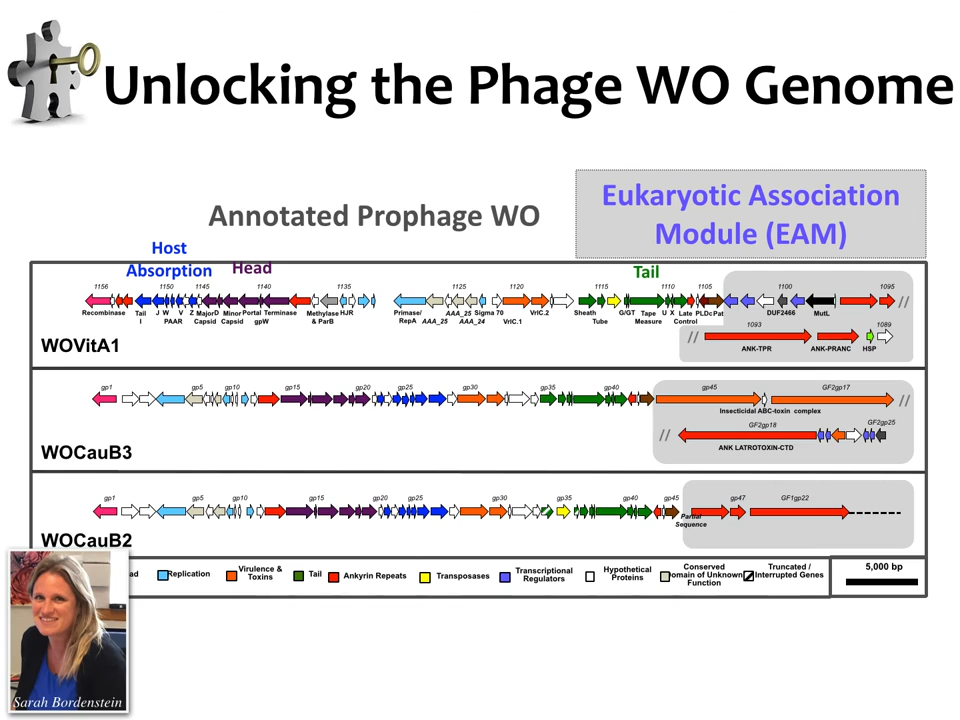 Unlocking the Phage WO Genome
Annotated Prophage WO
Eukaryotic Association
Module (EAM)
Host
Absorption
Head
Tail
1156 1150 1145 1140 1135 1125 1120 1115 1110 1105 1100 1095
Recombinase Tail I J W PAAR V Z Major Capsid D Minor Capsid Portal gpW Terminase Methylase & ParB HJR Primase/ RepA AAA_25 AAA_25 AAA_24 Sigma 70 VrlC.1 VrlC.2 Sheath Tube G/GT Tape Measure U X Late Control PLDc Pat DUF2466 MutL //
// 1093 1089
ANK-TPR ANK-PRANC HSP
WOVitA1
gp1 gp5 gp10 gp15 gp20 gp25 gp30 gp35 gp40 gp45 GF2gp17
Insecticidal ABC-toxin complex //
// GF2gp18 GF2gp25
ANK LATROTOXIN-CTD
WOCauB3
gp1 gp5 gp10 gp15 gp20 gp25 gp30 gp35 gp40 gp45 gp47 GF1gp22
Partial
Sequence
WOCauB2
ad Replication Virulence & Toxins Tail Ankyrin Repeats Transposases Transcriptional Regulators Hypothetical Proteins Conserved Domain of Unknown Function Truncated / Interrupted Genes 5,000 bp
Sarah Bordenstein